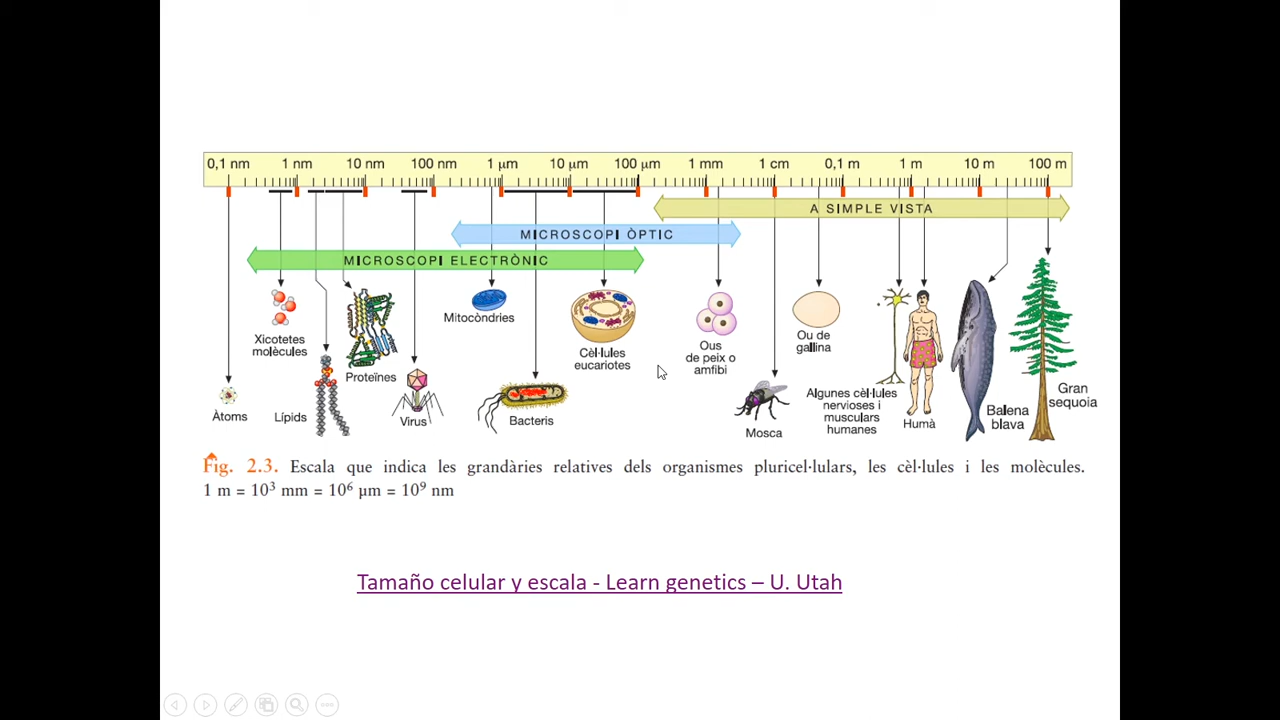 0,1 nm 1 nm 10 nm 100 nm 1 µm 10 µm 100 µm 1 mm 1 cm 0,1 m 1 m 10 m 100 m
A SIMPLE VISTA
MICROSCOPI ÒPTIC
MICROSCOPI ELECTRÒNIC
Xicotetes
molècules
Proteïnes
Mitocòndries
Cèl·lules
eucariotes
Ous
de peix o
amfibi
Ou de
gallina
Àtoms
Lípids
Virus
Bacteris
Mosca
Algunes cèl·lules
nervioses i
musculars
humanes
Humà
Balena
blava
Gran
sequoia
Fig. 2.3. Escala que indica les grandàries relatives dels organismes pluricel·lulars, les cèl·lules i les molècules.
1 m = 10³ mm = 10⁶ µm = 10⁹ nm
Tamaño celular y escala - Learn genetics – U. Utah